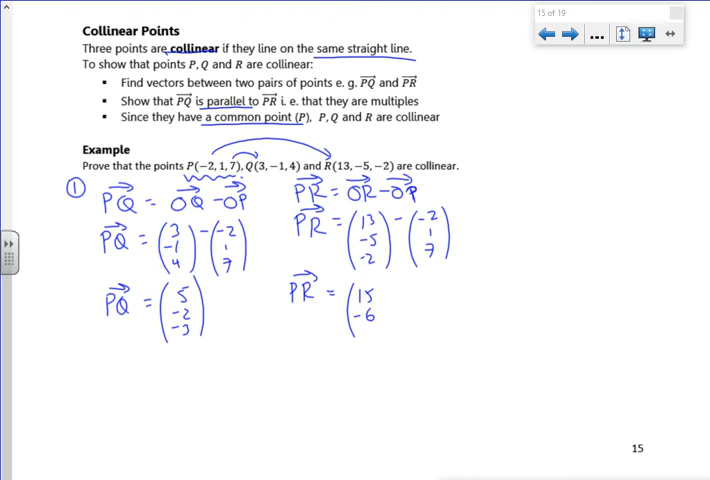 15 of 19
Collinear Points
Three points are collinear if they line on the same straight line.
To show that points P, Q and R are collinear:
▪ Find vectors between two pairs of points e. g. PQ⃗ and PR⃗
▪ Show that PQ⃗ is parallel to PR⃗ i. e. that they are multiples
▪ Since they have a common point (P), P, Q and R are collinear
Example
Prove that the points P(−2, 1, 7), Q(3, −1, 4) and R(13, −5, −2) are collinear.
① PQ⃗ = OQ⃗ − OP⃗
PQ⃗ = (3 −1 4) − (−2 1 7)
PQ⃗ = (5 −2 −3)
PR⃗ = OR⃗ − OP⃗
PR⃗ = (13 −5 −2) − (−2 1 7)
PR⃗ = (15 −6
15